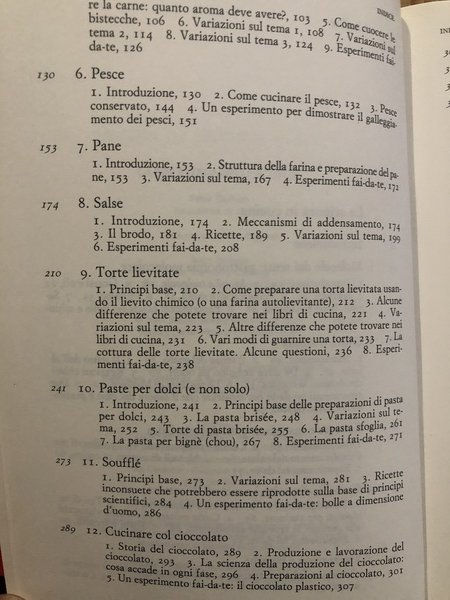 INDICE
re la carne: quanto aroma deve avere?, 103 5. Come cuocere le
bistecche, 106 6. Variazioni sul tema 1, 108 7. Variazioni sul
tema 2, 114 8. Variazioni sul tema 3, 124 9. Esperimenti fai-
da-te, 126
130 6. Pesce
1. Introduzione, 130 2. Come cucinare il pesce, 132 3. Pesce
conservato, 144 4. Un esperimento per dimostrare il galleggia-
mento dei pesci, 151
153 7. Pane
1. Introduzione, 153 2. Struttura della farina e preparazione del pa-
ne, 153 3. Variazioni sul tema, 167 4. Esperimenti fai-da-te, 172
174 8. Salse
1. Introduzione, 174 2. Meccanismi di addensamento, 174
3. Il brodo, 181 4. Ricette, 189 5. Variazioni sul tema, 199
6. Esperimenti fai-da-te, 208
210 9. Torte lievitate
1. Principi base, 210 2. Come preparare una torta lievitata usan-
do il lievito chimico (o una farina autolievitante), 212 3. Alcune
differenze che potete trovare nei libri di cucina, 221 4. Va-
riazioni sul tema, 223 5. Altre differenze che potete trovare nei
libri di cucina, 231 6. Vari modi di guarnire una torta, 233 7. La
cottura delle torte lievitate. Alcune questioni, 236 8. Esperi-
menti fai-da-te, 238
241 10. Paste per dolci (e non solo)
1. Introduzione, 241 2. Principi base delle preparazioni di pasta
per dolci, 243 3. La pasta brisée, 248 4. Variazioni sul te-
ma, 252 5. Torte di pasta brisée, 255 6. La pasta sfoglia, 261
7. La pasta per bignè (chou), 267 8. Esperimenti fai-da-te, 271
273 11. Soufflé
1. Principi base, 273 2. Variazioni sul tema, 281 3. Ricette
inconsuete che potrebbero essere riprodotte sulla base di principi
scientifici, 284 4. Un esperimento fai-da-te: bolle a dimensione
d'uomo, 286
289 12. Cucinare col cioccolato
1. Storia del cioccolato, 289 2. Produzione e lavorazione del
cioccolato, 293 3. La scienza della produzione del cioccolato:
cosa accade in ogni fase, 296 4. Preparazioni al cioccolato, 301
5. Un esperimento fai-da-te: il cioccolato plastico, 307